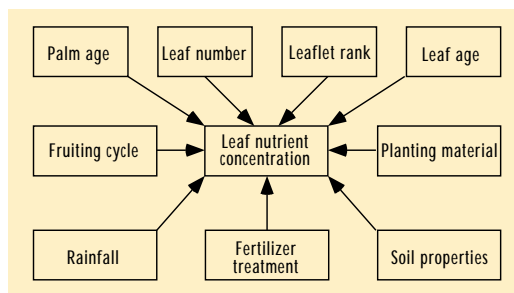 Palm age
Leaf number
Leaflet rank
Leaf age
Fruiting cycle
Leaf nutrient
concentration
Planting material
Rainfall
Fertilizer
treatment
Soil properties